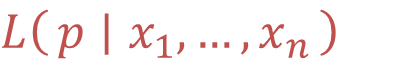 L( p | x₁, … , xₙ )